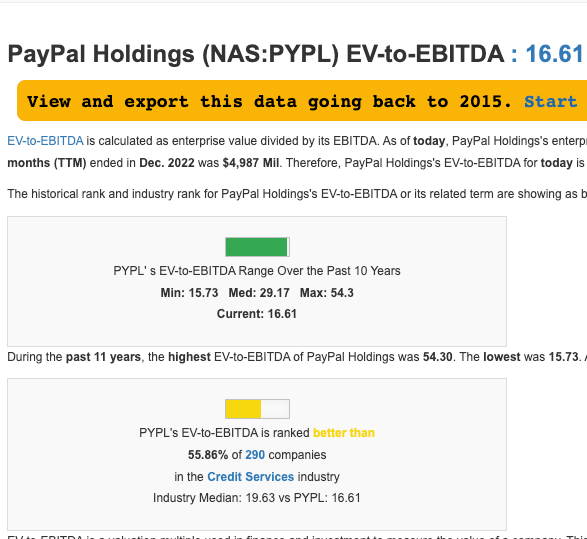 PayPal Holdings (NAS:PYPL) EV-to-EBITDA : 16.61
View and export this data going back to 2015. Start
EV-to-EBITDA is calculated as enterprise value divided by its EBITDA. As of today, PayPal Holdings's
months (TTM) ended in Dec. 2022 was $4,987 Mil. Therefore, PayPal Holdings's EV-to-EBITDA for today is
The historical rank and industry rank for PayPal Holdings's EV-to-EBITDA or its related term are showing as
PYPL' s EV-to-EBITDA Range Over the Past 10 Years
Min: 15.73 Med: 29.17 Max: 54.3
Current: 16.61
During the past 11 years, the highest EV-to-EBITDA of PayPal Holdings was 54.30. The lowest was 15.73.
PYPL's EV-to-EBITDA is ranked better than
55.86% of 290 companies
in the Credit Services industry
Industry Median: 19.63 vs PYPL: 16.61